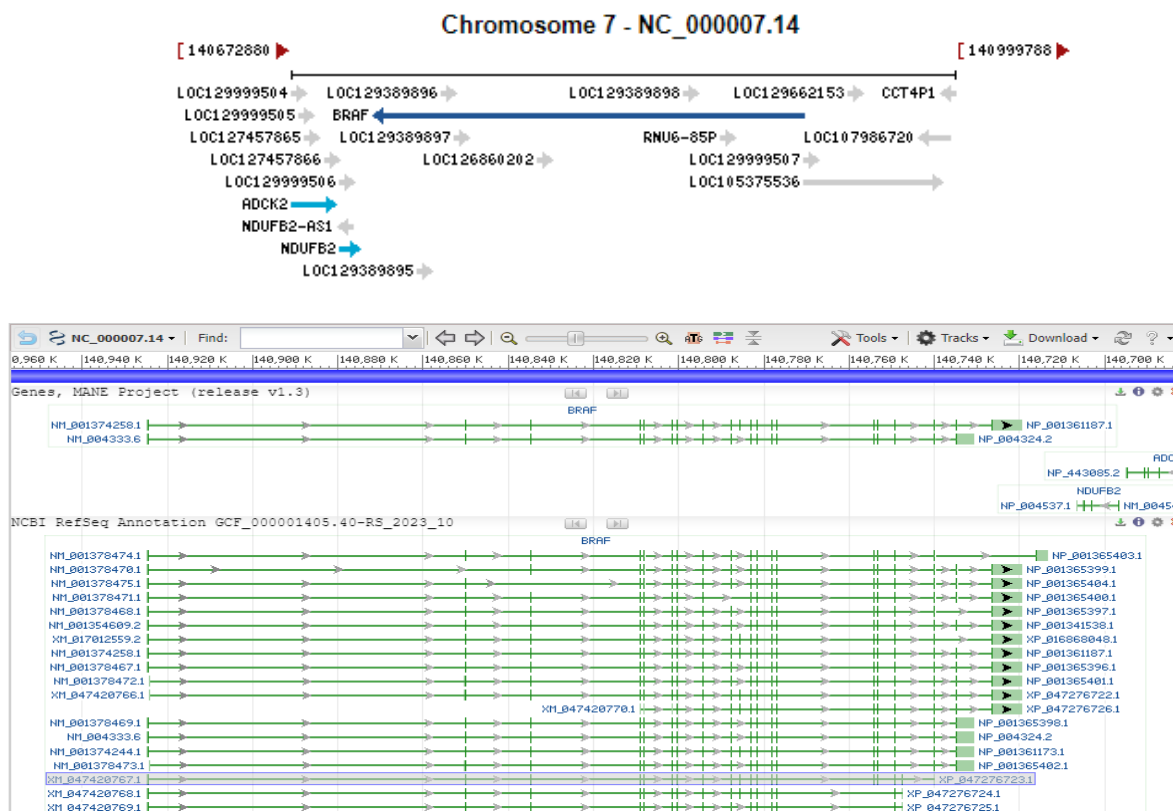 Chromosome 7 - NC_000007.14
[ 140672880
[ 140999788
LOC129999504 LOC129389896 LOC129389898 LOC129662153 CCT4P1
LOC129999505 BRAF
LOC127457865 LOC129389897 RNU6-85P LOC107986720
LOC127457866 LOC126860202 LOC129999507
LOC129999506 LOC105375536
ADCK2
NDUFB2-AS1
NDUFB2
LOC129389895
NC_000007.14 Find: Tools Tracks Download ?
0,960 K 140,940 K 140,920 K 140,900 K 140,880 K 140,860 K 140,840 K 140,820 K 140,800 K 140,780 K 140,760 K 140,740 K 140,720 K 140,700 K
Genes, MANE Project (release v1.3)
BRAF
NM_001374258.1 NP_001361187.1
NM_004333.6 NP_004324.2
ADC
NP_443085.2
NDUFB2
NP_004537.1 NM_0045
NCBI RefSeq Annotation GCF_000001405.40-RS_2023_10
BRAF
NM_001378474.1 NP_001365403.1
NM_001378470.1 NP_001365399.1
NM_001378475.1 NP_001365404.1
NM_001378471.1 NP_001365400.1
NM_001378468.1 NP_001365397.1
NM_001354609.2 NP_001341538.1
XM_017012559.2 XP_016868048.1
NM_001374258.1 NP_001361187.1
NM_001378467.1 NP_001365396.1
NM_001378472.1 NP_001365401.1
XM_047420766.1 XP_047276722.1
XM_047420770.1 XP_047276726.1
NM_001378469.1 NP_001365398.1
NM_004333.6 NP_004324.2
NM_001374244.1 NP_001361173.1
NM_001378473.1 NP_001365402.1
XM_047420767.1 XP_047276723.1
XM_047420768.1 XP_047276724.1
XM_047420769.1 XP_047276725.1